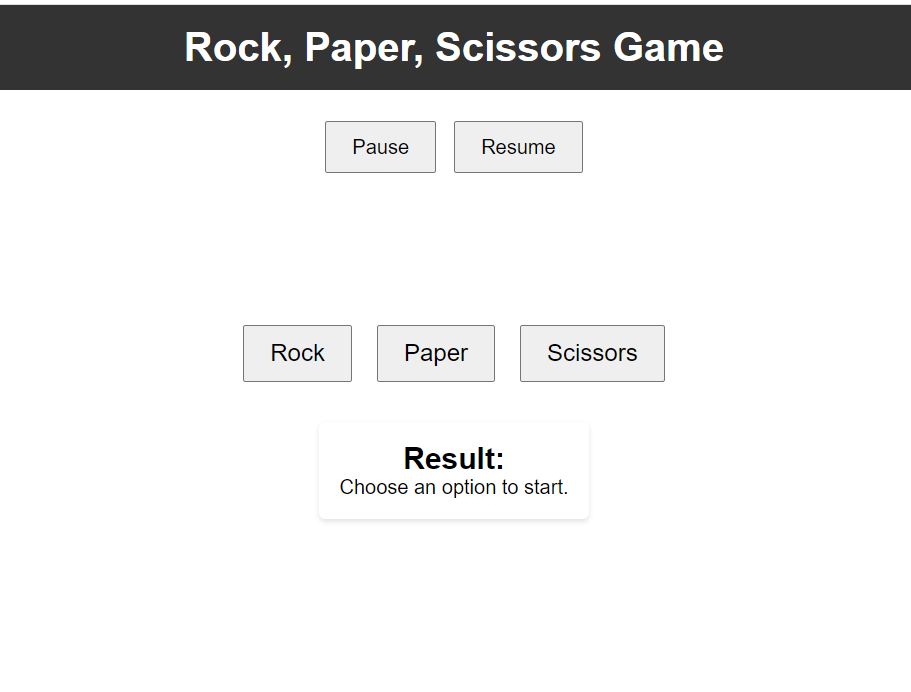 Rock, Paper, Scissors Game
Pause Resume
Rock Paper Scissors
Result:
Choose an option to start.